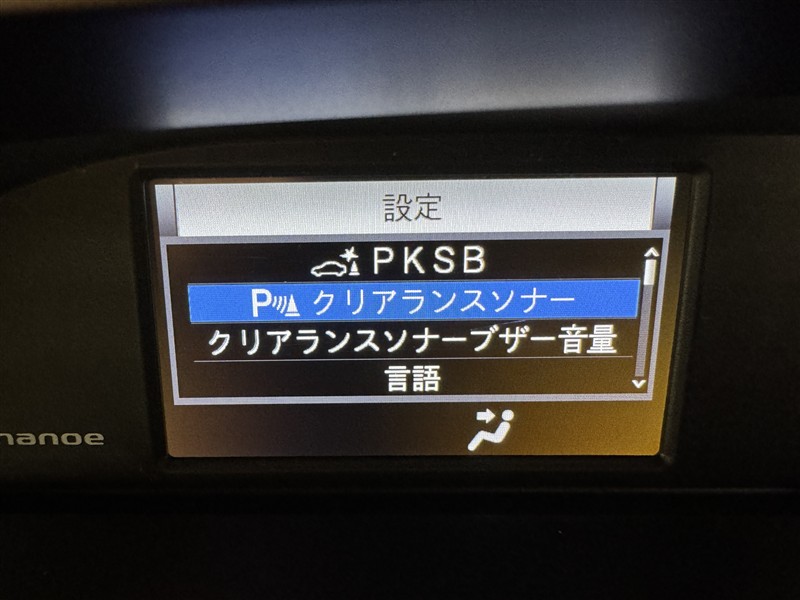 設定
PKSB
P クリアランスソナー
クリアランスソナーブザー音量
言語
nanoe